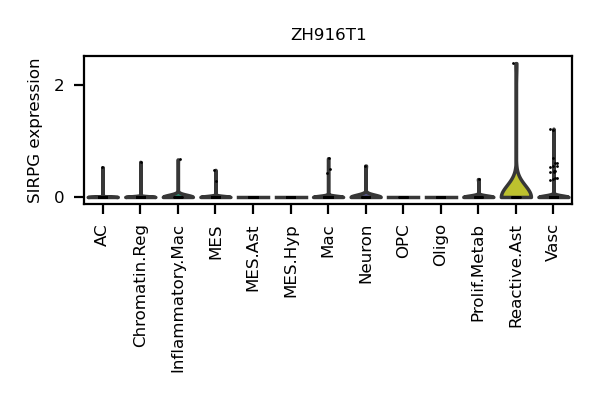 ZH916T1
SIRPG expression
2
0
AC
Chromatin.Reg
Inflammatory.Mac
MES
MES.Ast
MES.Hyp
Mac
Neuron
OPC
Oligo
Prolif.Metab
Reactive.Ast
Vasc